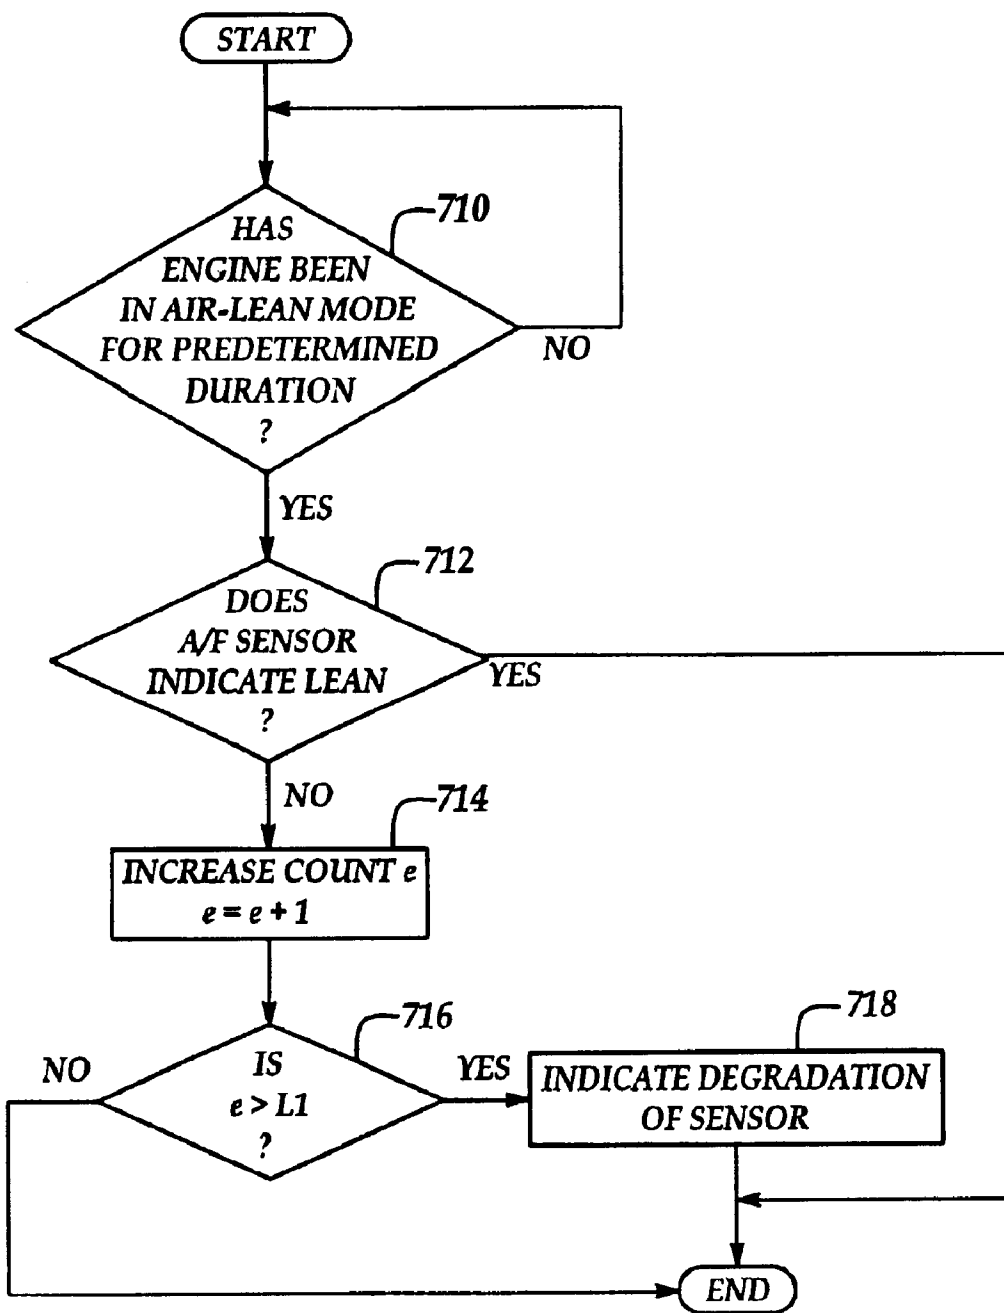 START
710
HAS
ENGINE BEEN
IN AIR-LEAN MODE
FOR PREDETERMINED
DURATION
?
NO
YES
712
DOES
A/F SENSOR
INDICATE LEAN
?
YES
NO
714
INCREASE COUNT e
e = e + 1
716
IS
e > L1
?
NO
YES
718
INDICATE DEGRADATION
OF SENSOR
END